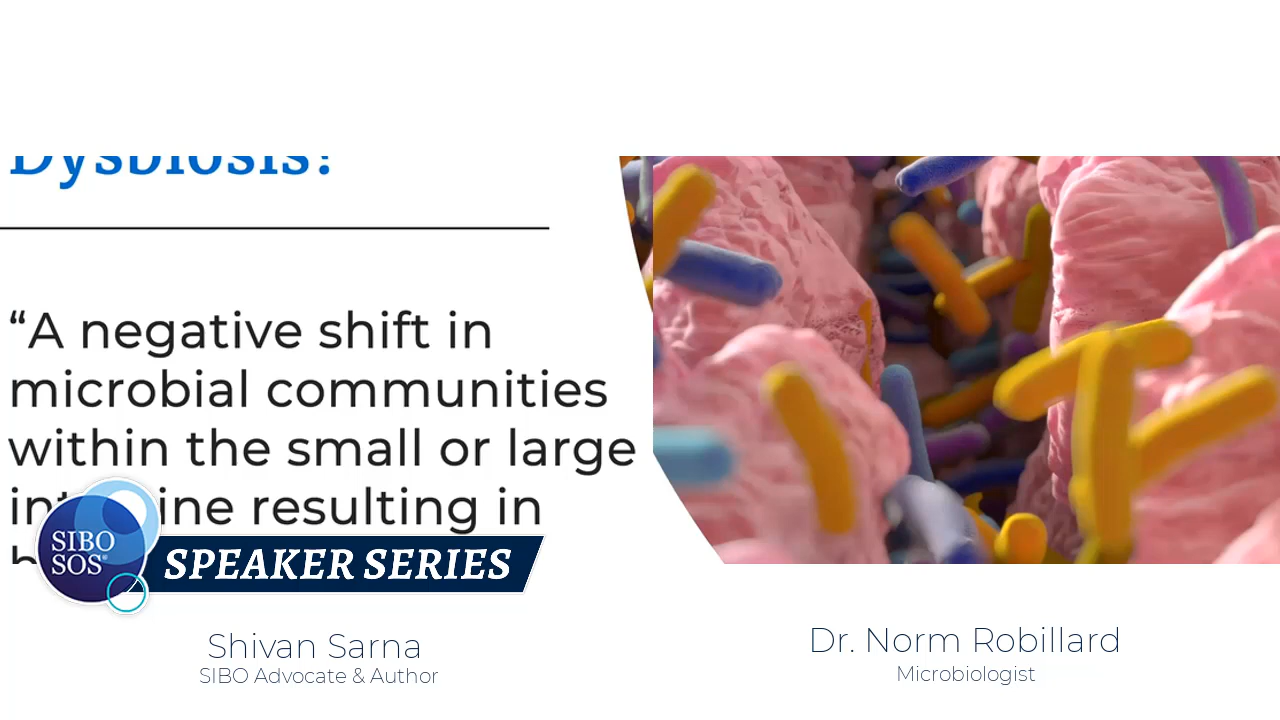 Dysbiosis?
“A negative shift in
microbial communities
within the small or large
ine resulting in
SIBO
SOS®
SPEAKER SERIES
Shivan Sarna
SIBO Advocate & Author
Dr. Norm Robillard
Microbiologist